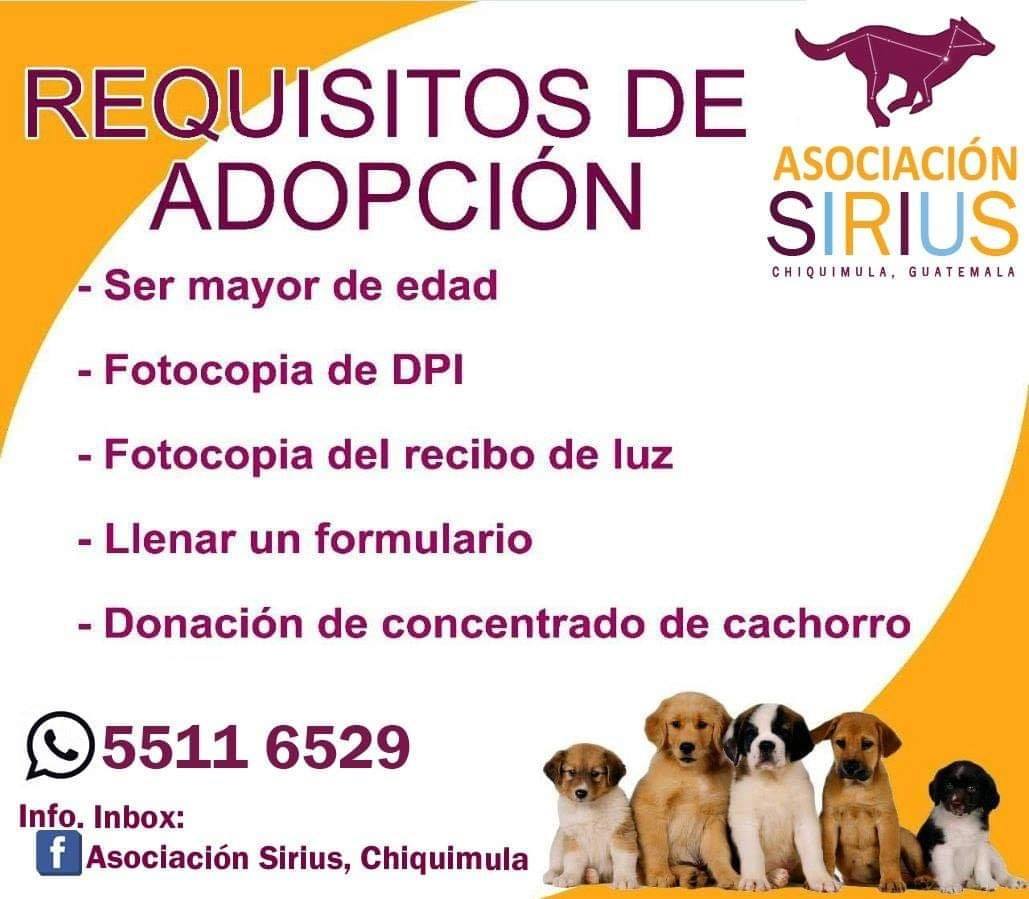 REQUISITOS DE
ADOPCIÓN
ASOCIACIÓN
SIRIUS
CHIQUIMULA, GUATEMALA
- Ser mayor de edad
- Fotocopia de DPI
- Fotocopia del recibo de luz
- Llenar un formulario
- Donación de concentrado de cachorro
5511 6529
Info. Inbox:
f Asociación Sirius, Chiquimula